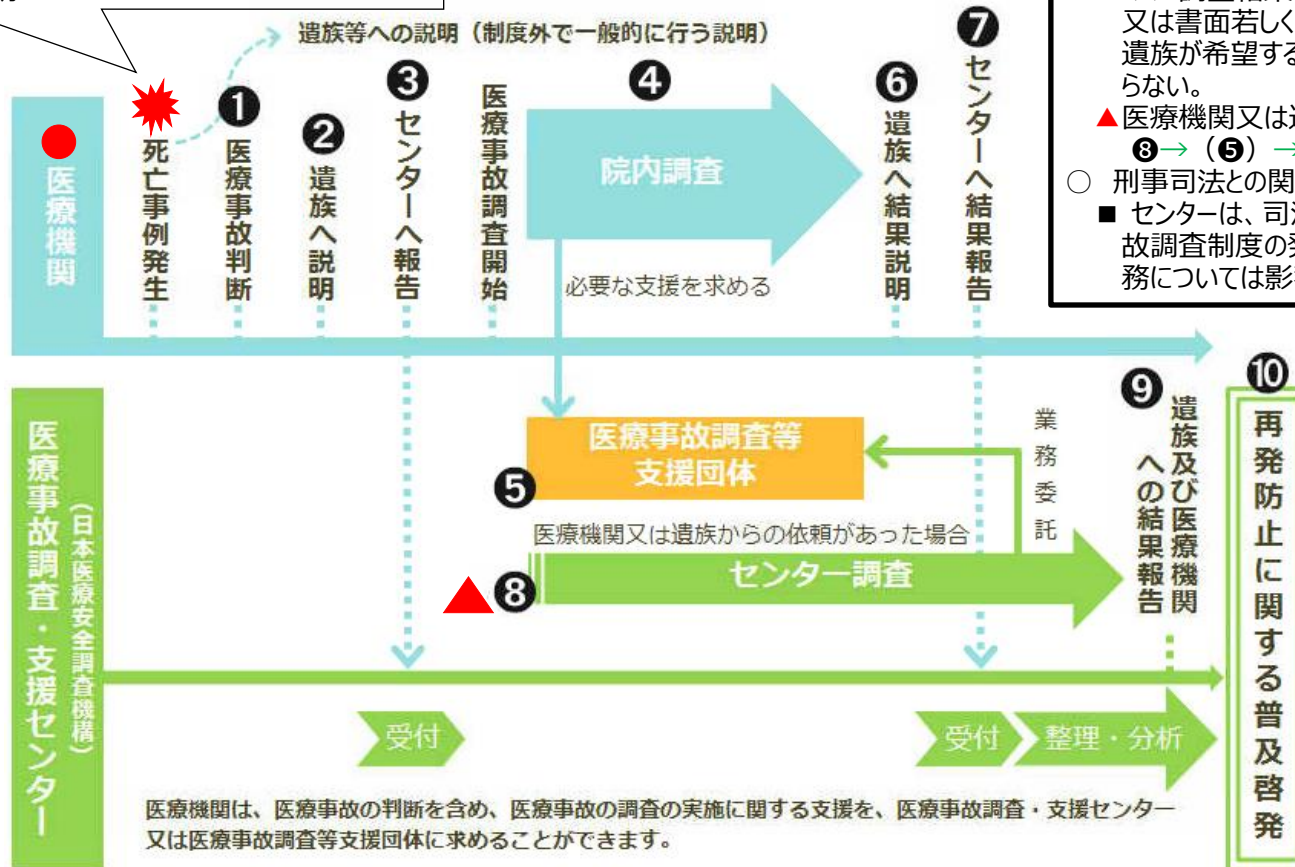 遺族等への説明（制度外で一般的に行う説明）
● 医療機関
死亡事例発生
❶ 医療事故判断
❷ 遺族へ説明
❸ センターへ報告
医療事故調査開始
❹
院内調査
必要な支援を求める
❻ 遺族へ結果説明
❼ センターへ結果報告
又は書面若しく
遺族が希望する
らない。
▲医療機関又は
❽→（❺）→
○ 刑事司法との関
■ センターは、司
故調査制度の
務については影
医療事故調査・支援センター
（日本医療安全調査機構）
医療事故調査等
支援団体
❺
医療機関又は遺族からの依頼があった場合
▲❽
センター調査
業務委託
❾ 遺族及び医療機関
への結果報告
❿ 再発防止に関する普及啓発
受付
受付
整理・分析
医療機関は、医療事故の判断を含め、医療事故の調査の実施に関する支援を、医療事故調査・支援センター
又は医療事故調査等支援団体に求めることができます。